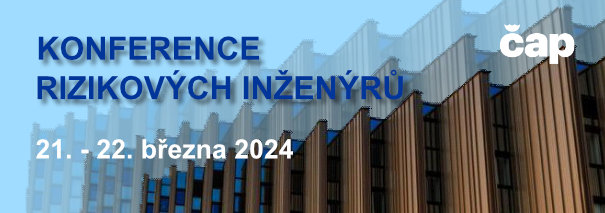 KONFERENCE
RIZIKOVÝCH INŽENÝRŮ
21. - 22. března 2024
čap